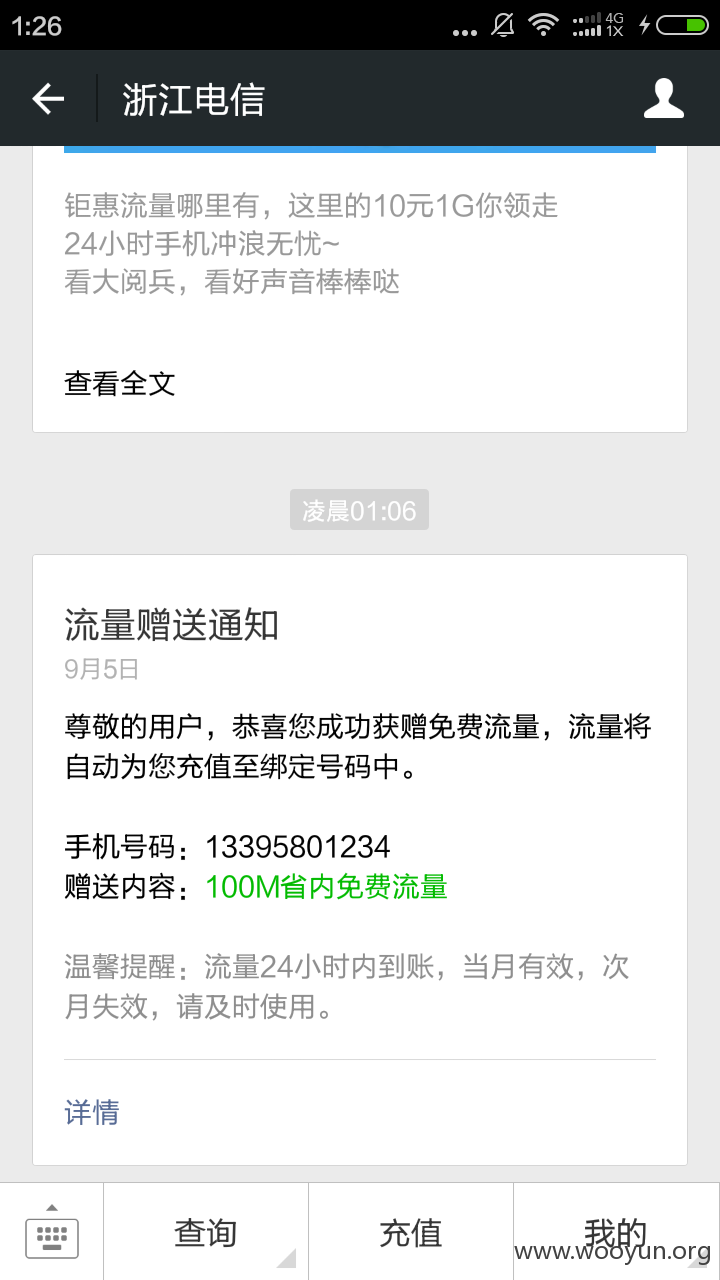 1:26
4G
1X
浙江电信
钜惠流量哪里有，这里的10元1G你领走
24小时手机冲浪无忧~
看大阅兵，看好声音棒棒哒
查看全文
凌晨01:06
流量赠送通知
9月5日
尊敬的用户，恭喜您成功获赠免费流量，流量将
自动为您充值至绑定号码中。
手机号码：13395801234
赠送内容：100M省内免费流量
温馨提醒：流量24小时内到账，当月有效，次
月失效，请及时使用。
详情
查询 充值 我的
www.wooyun.org